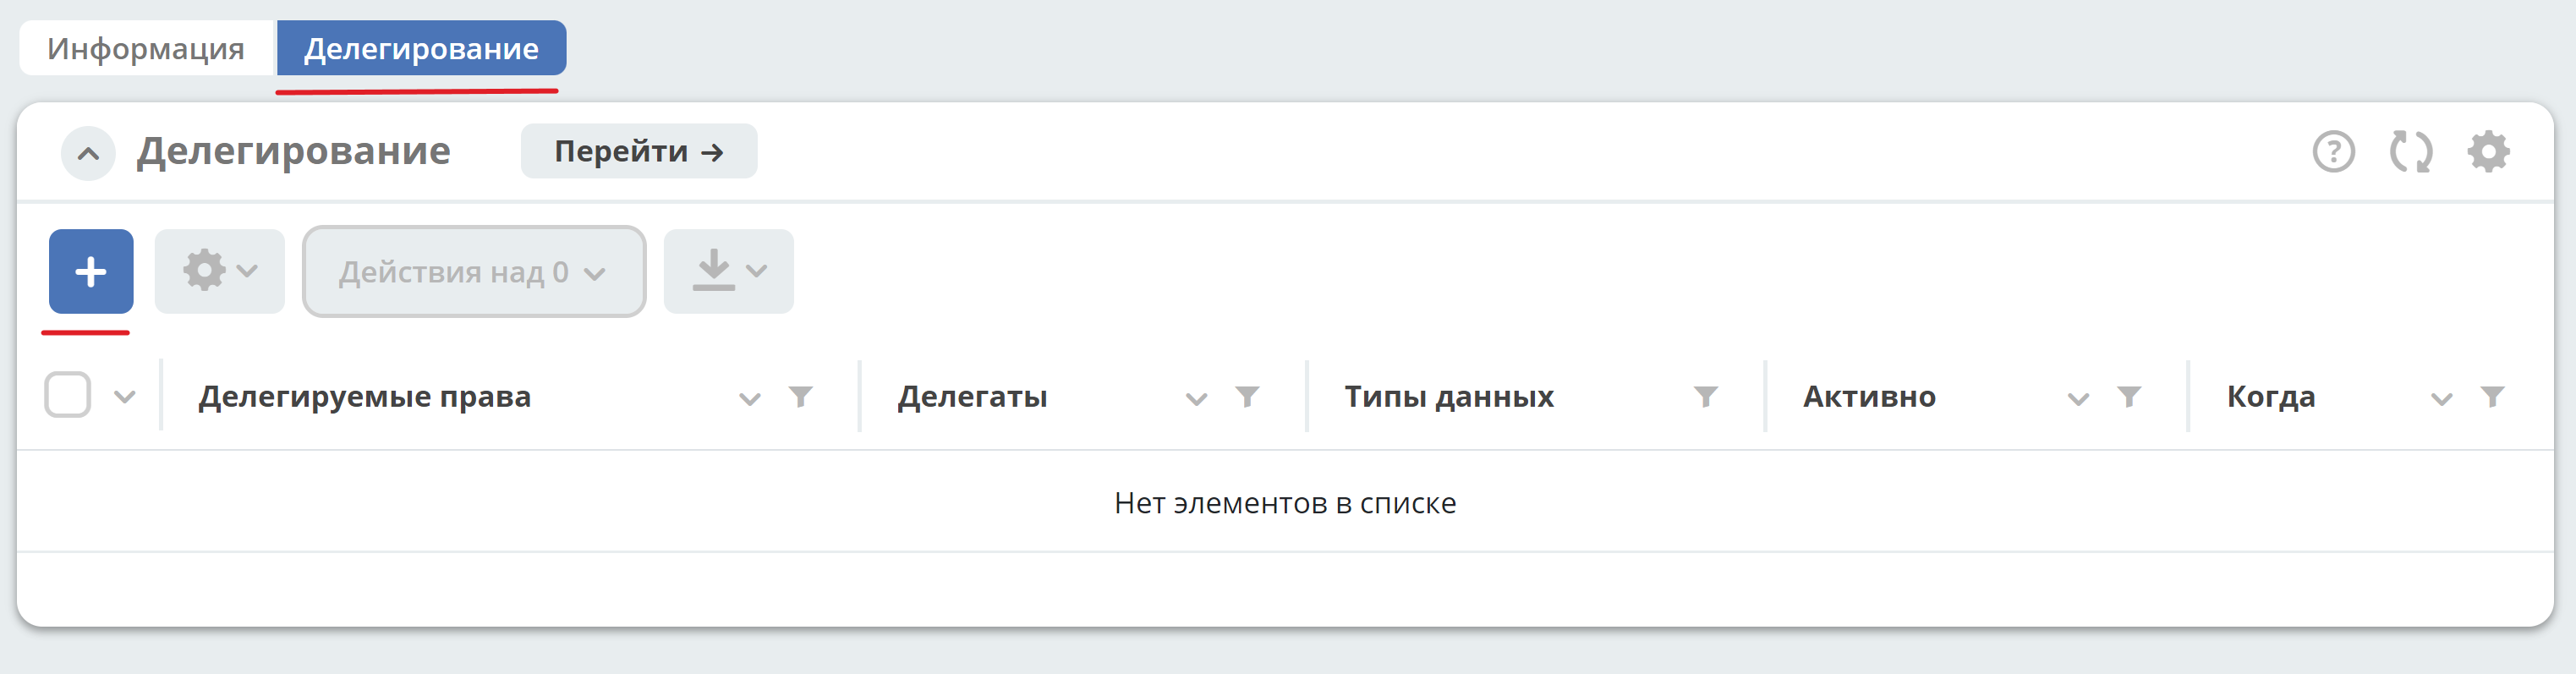 Информация Делегирование
Делегирование Перейти →
Действия над 0
Делегируемые права Делегаты Типы данных Активно Когда
Нет элементов в списке